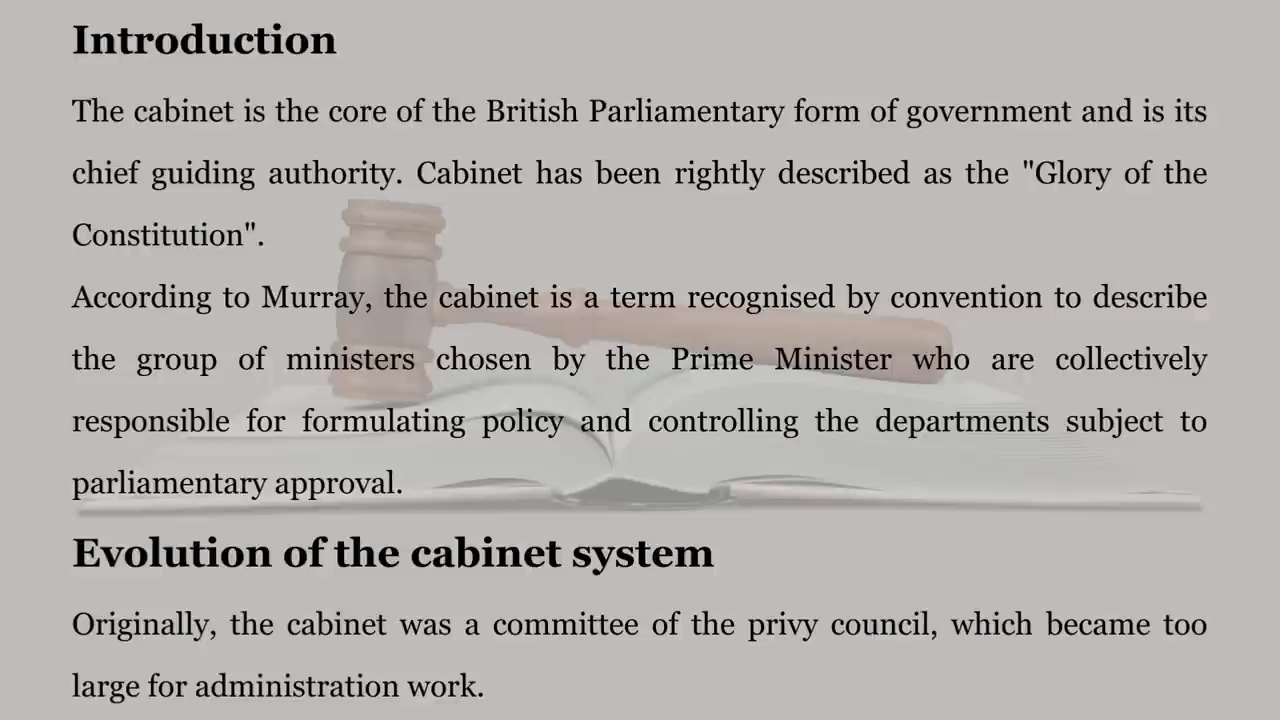 Introduction
The cabinet is the core of the British Parliamentary form of government and is its
chief guiding authority. Cabinet has been rightly described as the "Glory of the
Constitution".
According to Murray, the cabinet is a term recognised by convention to describe
the group of ministers chosen by the Prime Minister who are collectively
responsible for formulating policy and controlling the departments subject to
parliamentary approval.
Evolution of the cabinet system
Originally, the cabinet was a committee of the privy council, which became too
large for administration work.